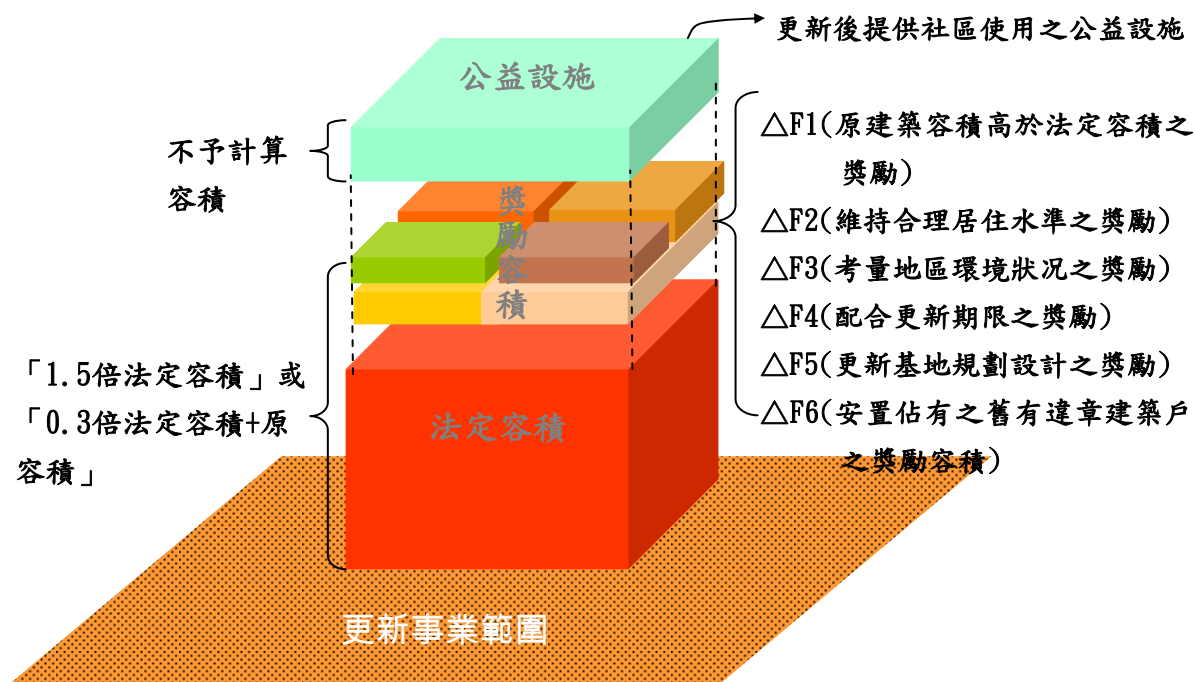 更新後提供社區使用之公益設施
公益設施
不予計算
容積
△F1(原建築容積高於法定容積之
獎勵)
△F2(維持合理居住水準之獎勵)
△F3(考量地區環境狀况之獎勵)
△F4(配合更新期限之獎勵)
△F5(更新基地規劃設計之獎勵)
△F6(安置佔有之舊有違章建築戶
之獎勵容積)
獎
勵
容
積
「1.5倍法定容積」或
「0.3倍法定容積+原
容積」
法定容積
更新事業範圍